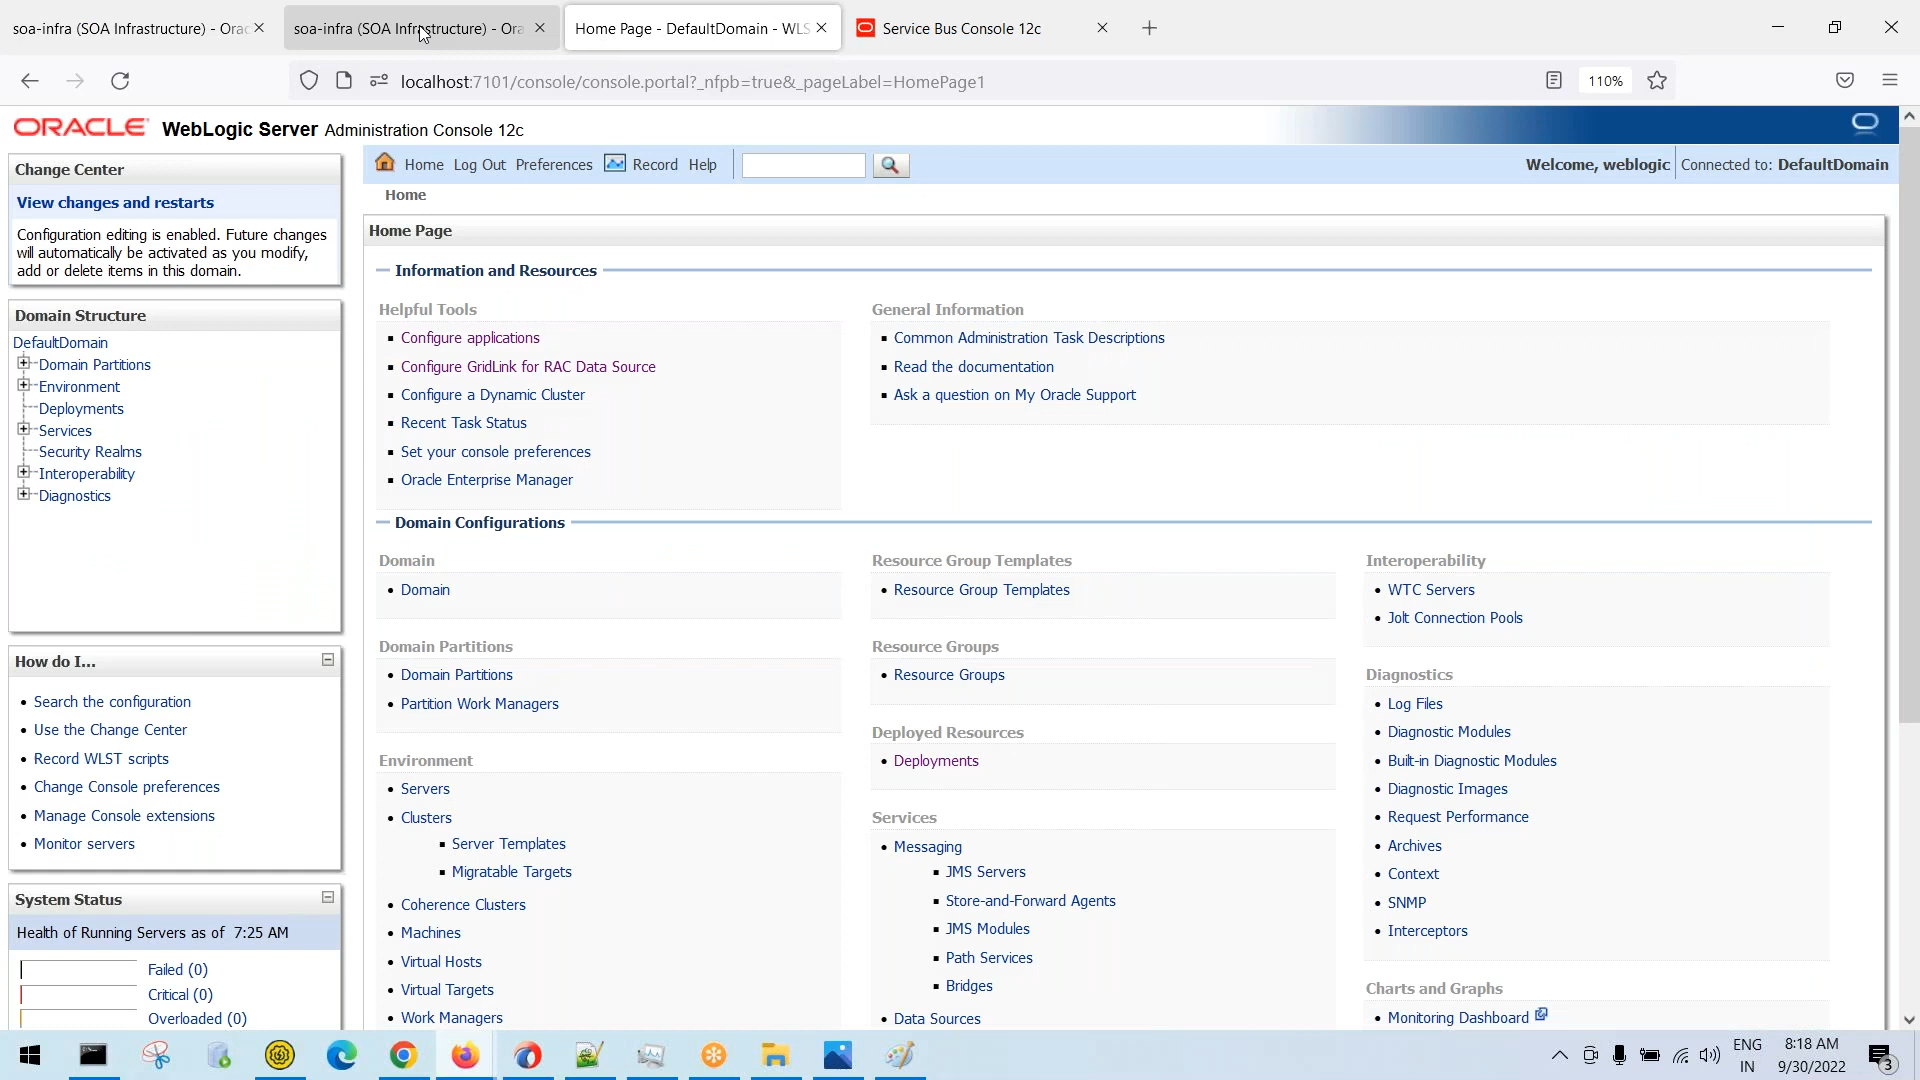 soa-infra (SOA Infrastructure) - Orac
soa-infra (SOA Infrastructure) - Ora
Home Page - DefaultDomain - WLS
Service Bus Console 12c
localhost:7101/console/console.portal?_nfpb=true&_pageLabel=HomePage1
110%
ORACLE WebLogic Server Administration Console 12c
Change Center
View changes and restarts
Configuration editing is enabled. Future changes
will automatically be activated as you modify,
add or delete items in this domain.
Domain Structure
DefaultDomain
Domain Partitions
Environment
Deployments
Services
Security Realms
Interoperability
Diagnostics
How do I...
Search the configuration
Use the Change Center
Record WLST scripts
Change Console preferences
Manage Console extensions
Monitor servers
System Status
Health of Running Servers as of 7:25 AM
Failed (0)
Critical (0)
Overloaded (0)
Home Log Out Preferences Record Help
Welcome, weblogic Connected to: DefaultDomain
Home
Home Page
Information and Resources
Helpful Tools
Configure applications
Configure GridLink for RAC Data Source
Configure a Dynamic Cluster
Recent Task Status
Set your console preferences
Oracle Enterprise Manager
General Information
Common Administration Task Descriptions
Read the documentation
Ask a question on My Oracle Support
Domain Configurations
Domain
Domain
Domain Partitions
Domain Partitions
Partition Work Managers
Environment
Servers
Clusters
Server Templates
Migratable Targets
Coherence Clusters
Machines
Virtual Hosts
Virtual Targets
Work Managers
Resource Group Templates
Resource Group Templates
Resource Groups
Resource Groups
Deployed Resources
Deployments
Services
Messaging
JMS Servers
Store-and-Forward Agents
JMS Modules
Path Services
Bridges
Data Sources
Interoperability
WTC Servers
Jolt Connection Pools
Diagnostics
Log Files
Diagnostic Modules
Built-in Diagnostic Modules
Diagnostic Images
Request Performance
Archives
Context
SNMP
Interceptors
Charts and Graphs
Monitoring Dashboard
ENG
IN
8:18 AM
9/30/2022
3